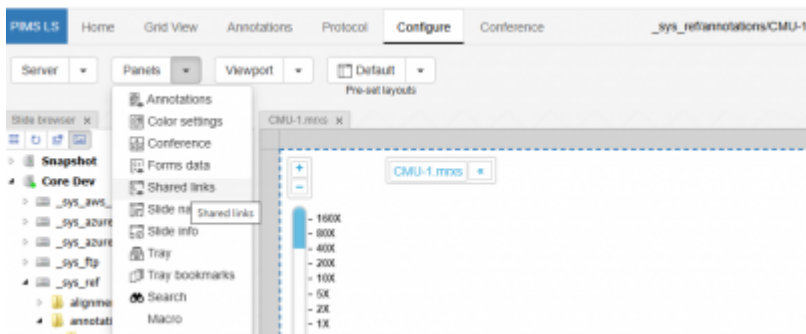 PIMS LS Home Grid View Annotations Protocol Configure Conference _sys_ref/annotations/CMU-1
Server Panels Viewport Default
Pre-set layouts
Slide browser x CMU-1.mrxs x
Annotations
Color settings
Conference
Forms data
Shared links
Slide na
Shared links
Slide info
Tray
Tray bookmarks
Search
Macro
Snapshot
Core Dev
_sys_aws_
_sys_azure
_sys_azure
_sys_ftp
_sys_ref
alignme
annotati
CMU-1.mrxs
+
-
160X
80X
40X
20X
10X
5X
2X
1X